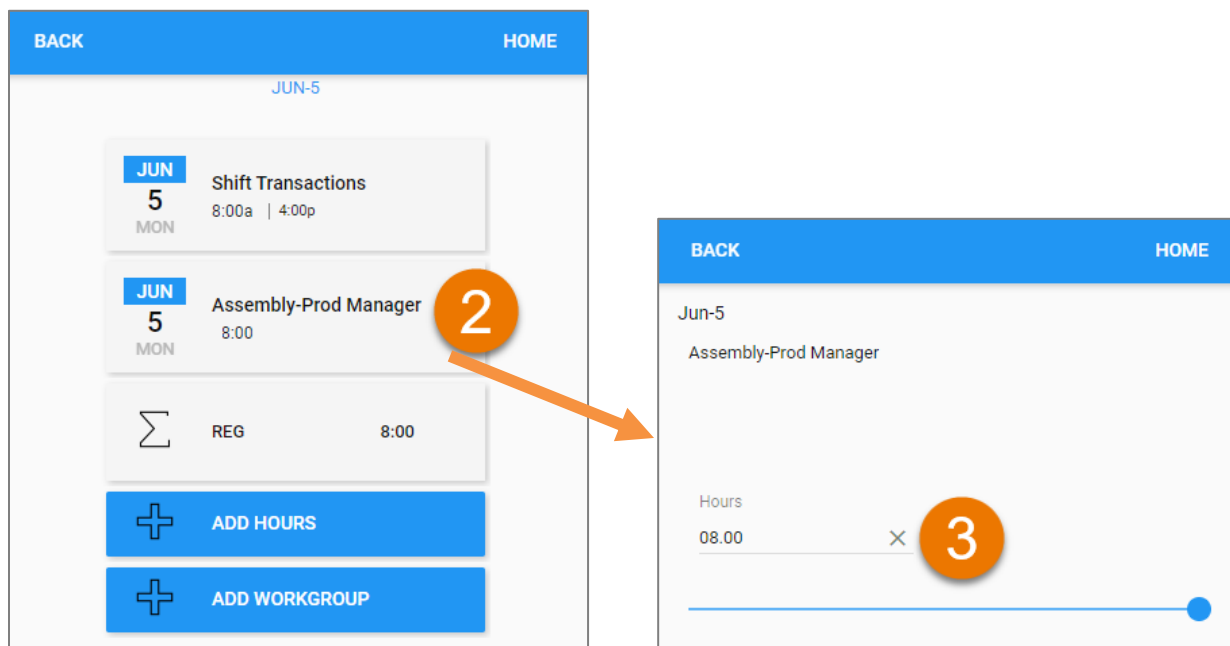 BACK HOME
JUN-5
JUN
5
MON
Shift Transactions
8:00a | 4:00p
JUN
5
MON
Assembly-Prod Manager
8:00
2
REG 8:00
ADD HOURS
ADD WORKGROUP
BACK HOME
Jun-5
Assembly-Prod Manager
Hours
08.00
3